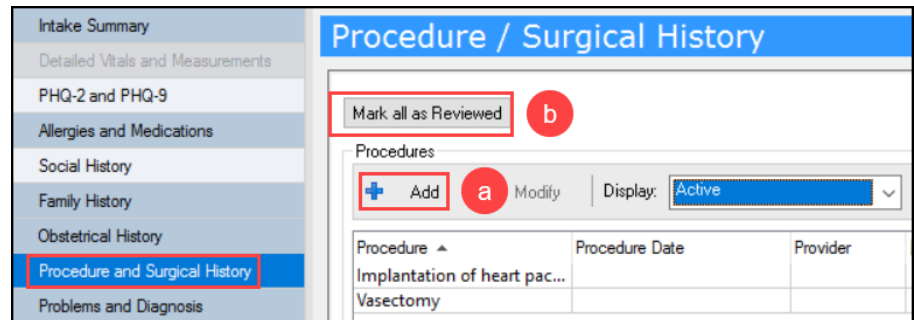 Intake Summary
Detailed Vitals and Measurements
PHQ-2 and PHQ-9
Allergies and Medications
Social History
Family History
Obstetrical History
Procedure and Surgical History
Problems and Diagnosis
Procedure / Surgical History
Mark all as Reviewed
b
Procedures
Add a Modify Display: Active
Procedure Procedure Date Provider
Implantation of heart pac...
Vasectomy